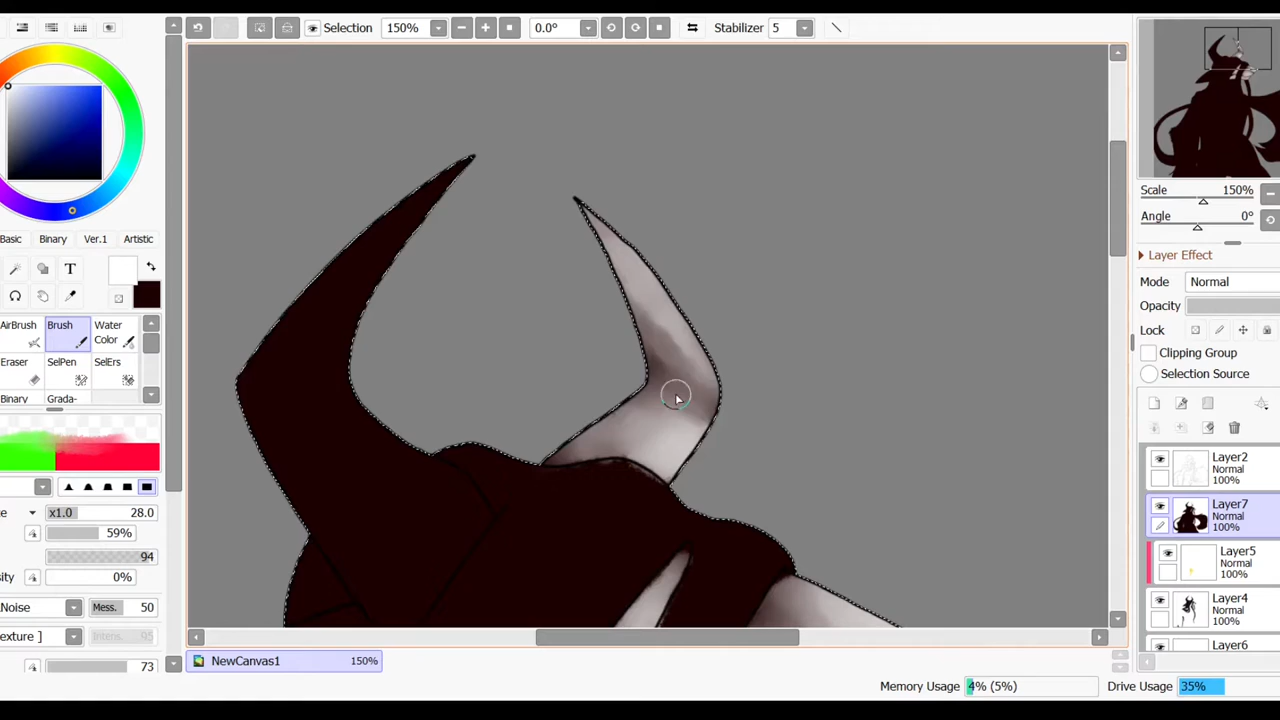 Selection 150% 0.0° Stabilizer 5
Basic Binary Ver.1 Artistic
T
AirBrush Brush Water Color
Eraser SelPen SelErs
Binary Grada-
x1.0 28.0
59%
94
0%
Mess. 50
Intens. 95
73
NewCanvas1 150%
Memory Usage 4% (5%) Drive Usage 35%
Scale 150%
Angle 0°
Layer Effect
Mode Normal
Opacity
Lock
Clipping Group
Selection Source
Layer2
Normal
100%
Layer7
Normal
100%
Layer5
Normal
100%
Layer4
Normal
100%
Layer6